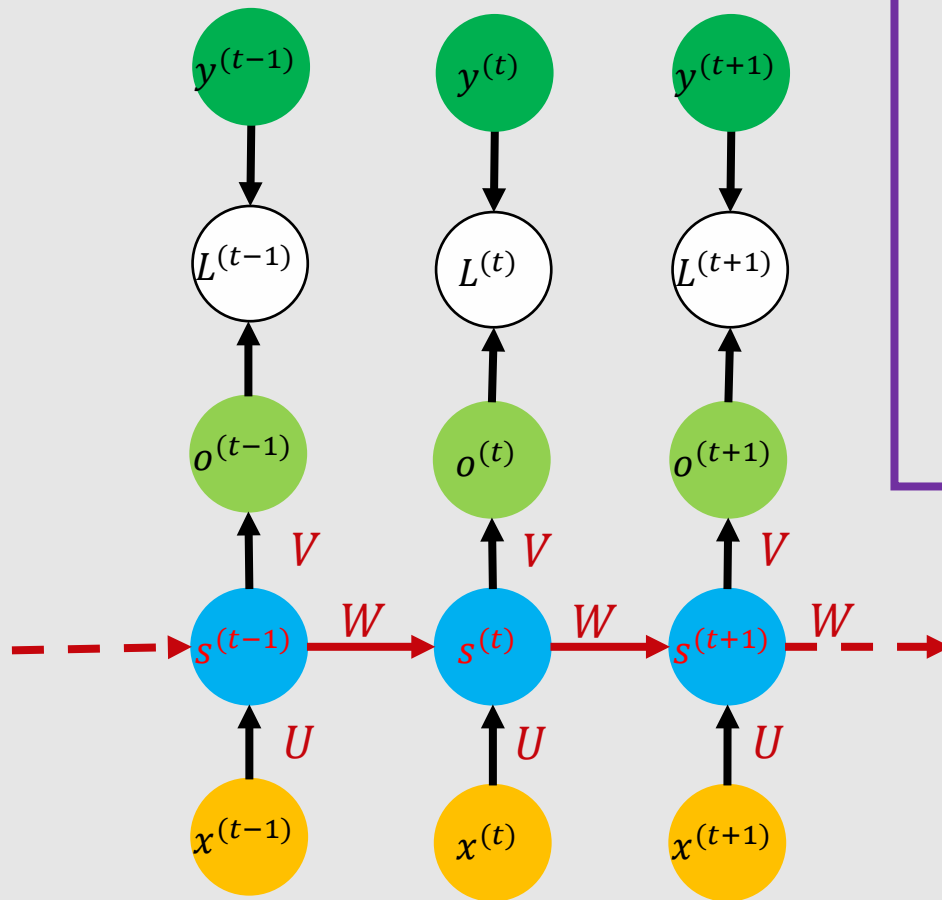 y^(t−1) y^(t) y^(t+1)
L^(t−1) L^(t) L^(t+1)
o^(t−1) o^(t) o^(t+1)
V V V
W W W
s^(t−1) s^(t) s^(t+1)
U U U
x^(t−1) x^(t) x^(t+1)